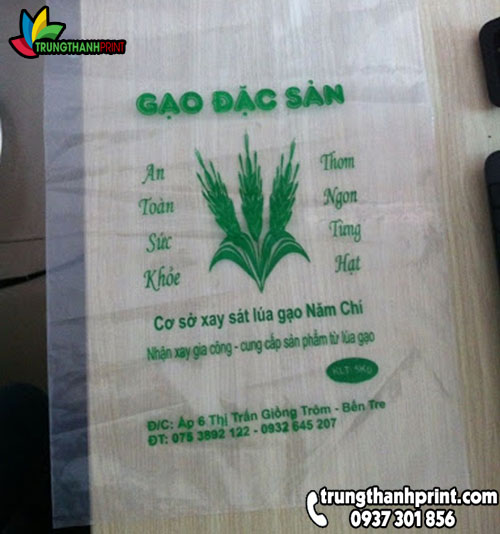 TRUNGTHANHPRINT
GẠO ĐẶC SẢN
An
Toàn
Sức
Khỏe
Thơm
Ngon
Từng
Hạt
Cơ sở xay sát lúa gạo Năm Chí
Nhận xay gia công - cung cấp sản phẩm từ lúa gạo
KLT: 5KG
Đ/C: Ấp 6 Thị Trấn Giồng Trôm - Bến Tre
ĐT: 075 3892 122 - 0932 645 207
trungthanhprint.com
0937 301 856